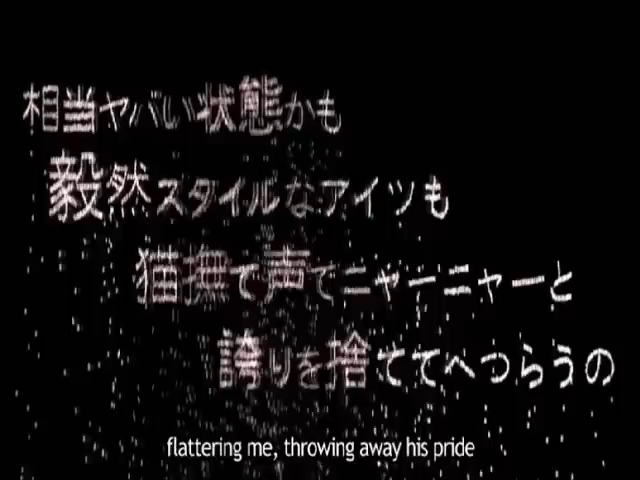 相当ヤバい状態かも
毅然スタイルなアイツも
猫撫で声でニャーニャーと
誇りを捨ててへつらうの
flattering me, throwing away his pride